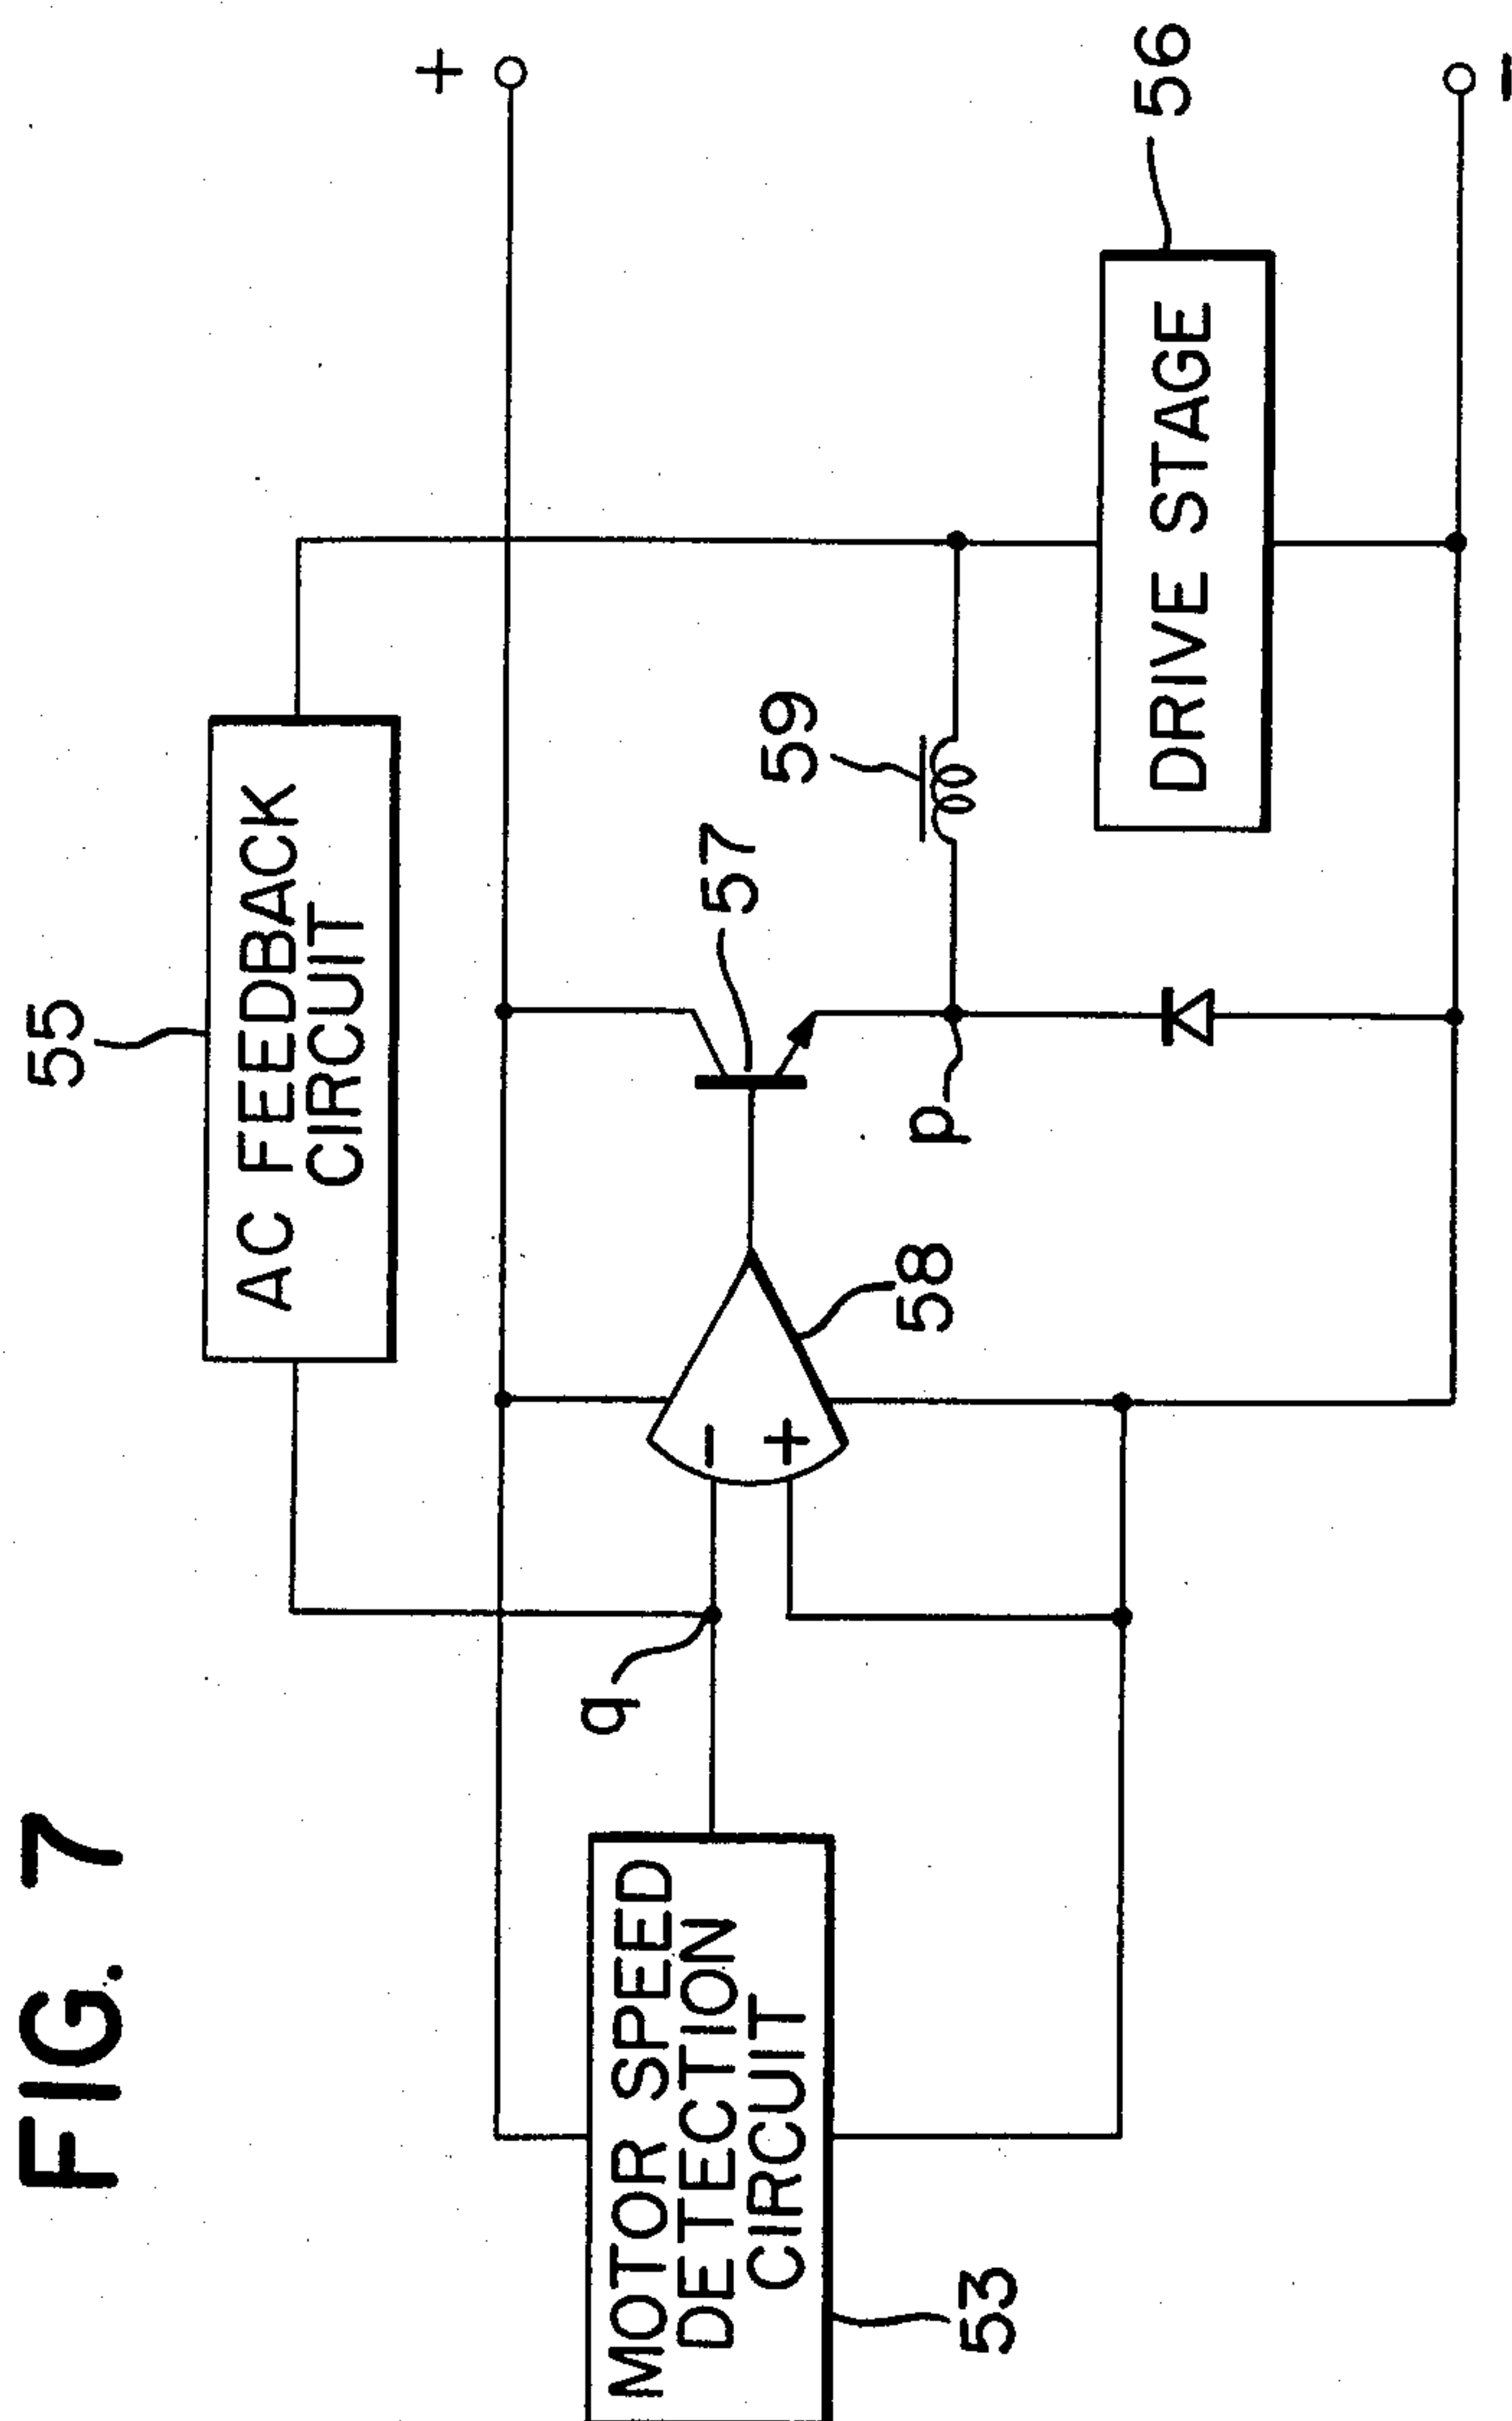 FIG. 7
55
AC FEEDBACK
CIRCUIT
+
q
-
+
58
57
59
p
MOTOR SPEED
DETECTION
CIRCUIT
53
DRIVE STAGE
56
-